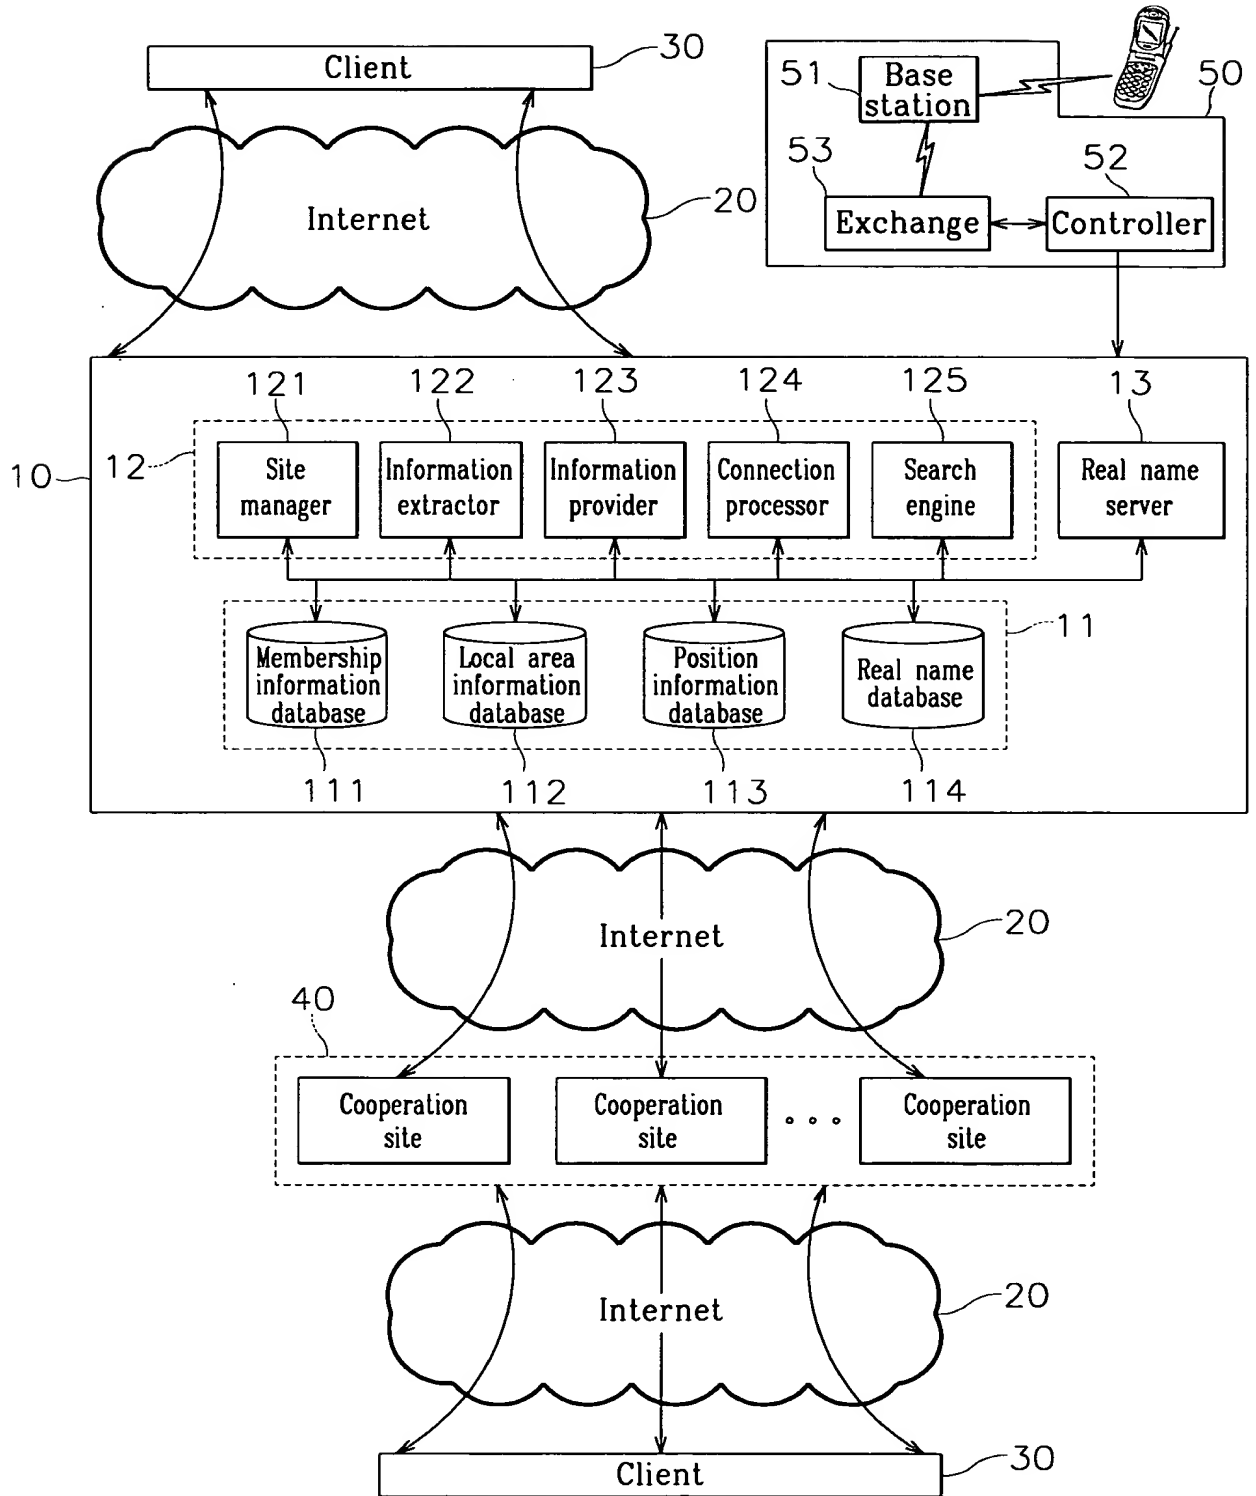 Client
30
Internet
20
51
Base
station
50
53
52
Exchange
Controller
10
12
121
122
123
124
125
13
Site
manager
Information
extractor
Information
provider
Connection
processor
Search
engine
Real name
server
11
Membership
information
database
Local area
information
database
Position
information
database
Real name
database
111
112
113
114
Internet
20
40
Cooperation
site
Cooperation
site
Cooperation
site
Internet
20
Client
30